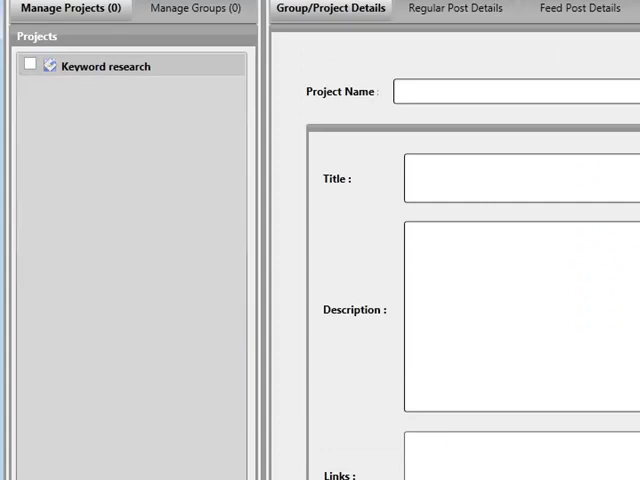 Manage Projects (0)
Manage Groups (0)
Group/Project Details
Regular Post Details
Feed Post Details
Projects
Keyword research
Project Name :
Title :
Description :
Links :